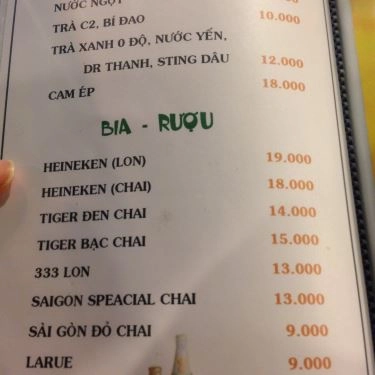 NƯỚC NGỌT
TRÀ C2, BÍ ĐAO 10.000
TRÀ XANH 0 ĐỘ, NƯỚC YẾN,
DR THANH, STING DÂU 12.000
CAM ÉP 18.000
BIA - RƯỢU
HEINEKEN (LON) 19.000
HEINEKEN (CHAI) 18.000
TIGER ĐEN CHAI 14.000
TIGER BẠC CHAI 15.000
333 LON 13.000
SAIGON SPEACIAL CHAI 13.000
SÀI GÒN ĐỎ CHAI 9.000
LARUE 9.000